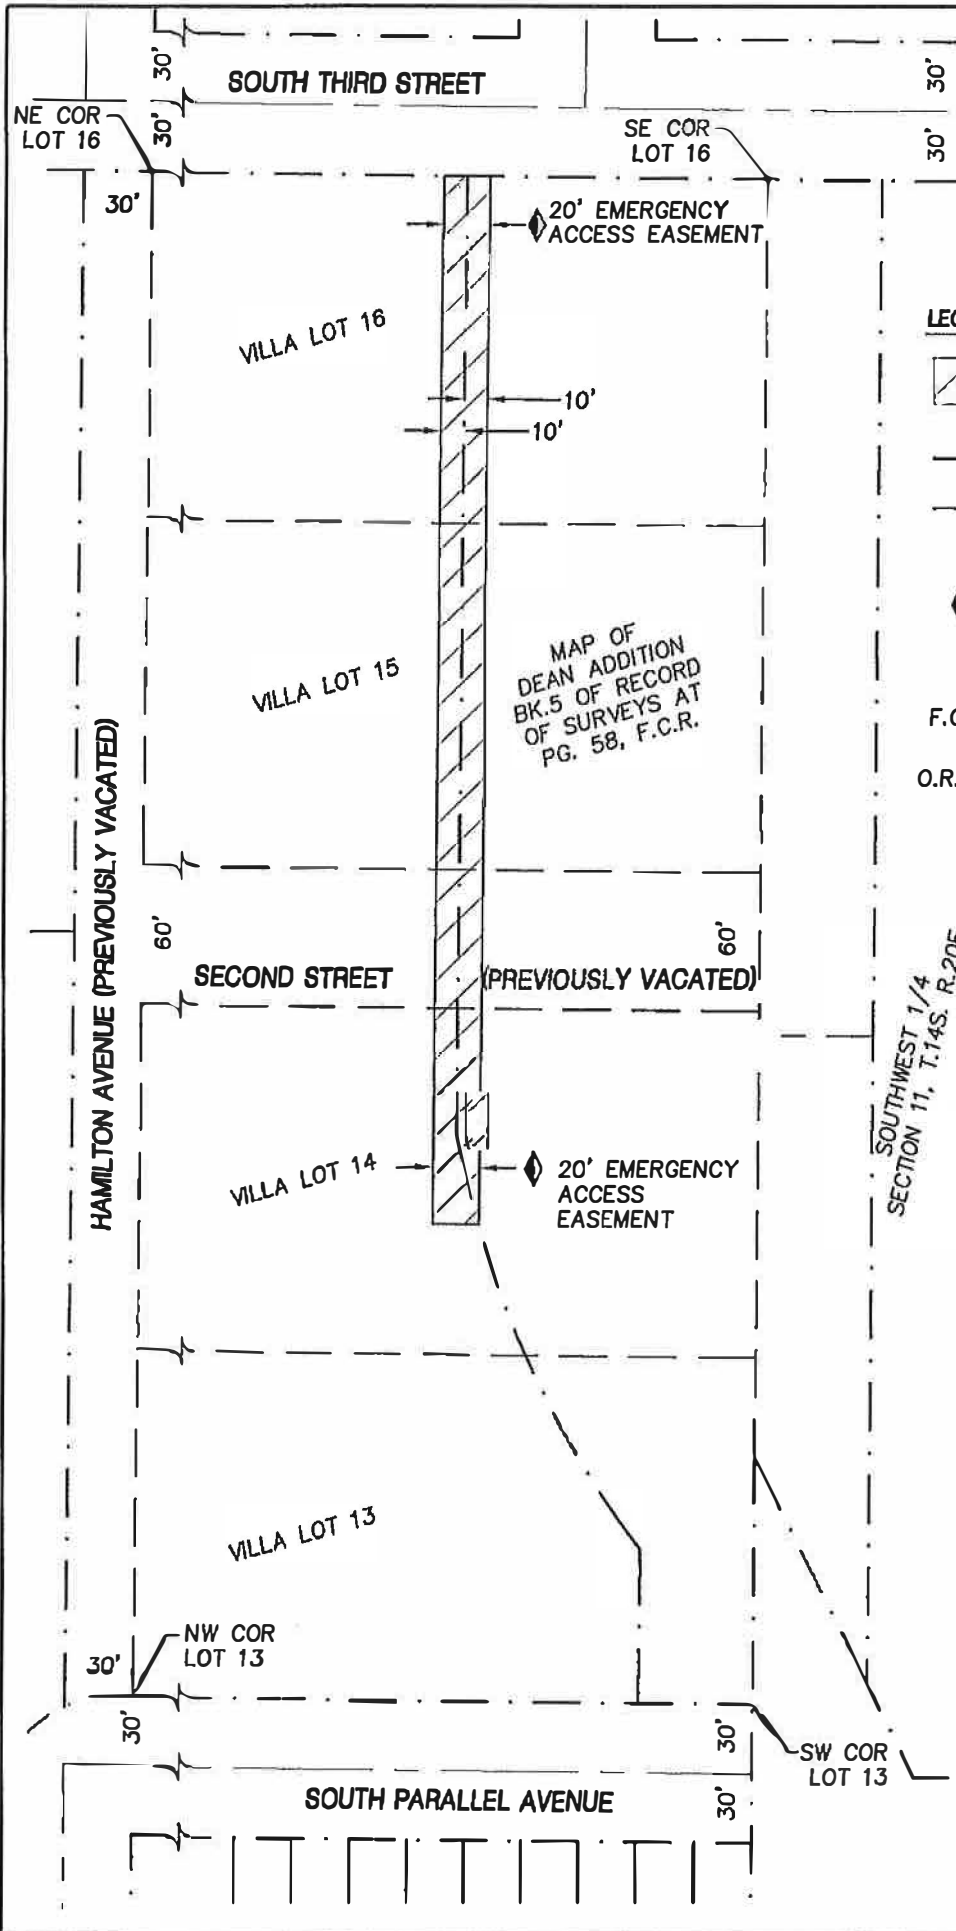 30'
SOUTH THIRD STREET
30'
30'
30'
NE COR
LOT 16
SE COR
LOT 16
30'
20' EMERGENCY
ACCESS EASEMENT
VILLA LOT 16
10'
10'
VILLA LOT 15
MAP OF
DEAN ADDITION
BK.5 OF RECORD
OF SURVEYS AT
PG. 58, F.C.R.
HAMILTON AVENUE (PREVIOUSLY VACATED)
60'
60'
SECOND STREET (PREVIOUSLY VACATED)
SOUTHWEST 1/4
SECTION 11, T.14S. R.20E
VILLA LOT 14
20' EMERGENCY
ACCESS
EASEMENT
VILLA LOT 13
NW COR
LOT 13
30'
30'
30'
SW COR
LOT 13
SOUTH PARALLEL AVENUE
30'
F.C
O.R.